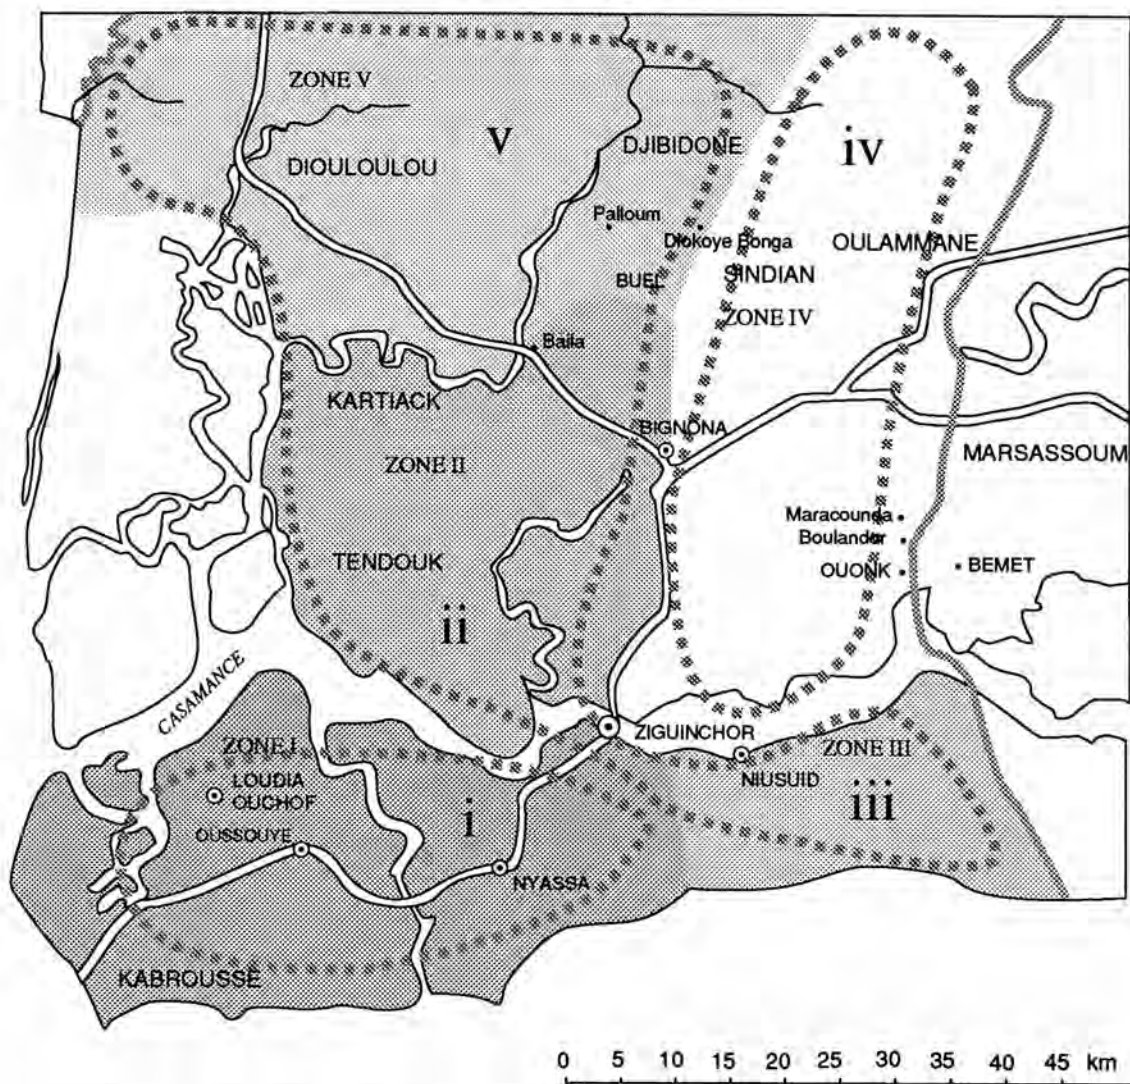 ZONE V
v
DJIBIDONE
iv
DIOULOULOU
Palloum
Diokoye Bonga
OULAMMANE
BUEL
SINDIAN
ZONE IV
Baila
KARTIACK
BIGNONA
MARSASSOUM
ZONE II
Maracounda
Boulandor
TENDOUK
OUONK
BEMET
ii
CASAMANCE
ZIGUINCHOR
ZONE I
ZONE III
NIUSUID
LOUDIA
OUCHOF
i
iii
OUSSOUYE
NYASSA
KABROUSSE
0 5 10 15 20 25 30 35 40 45 km